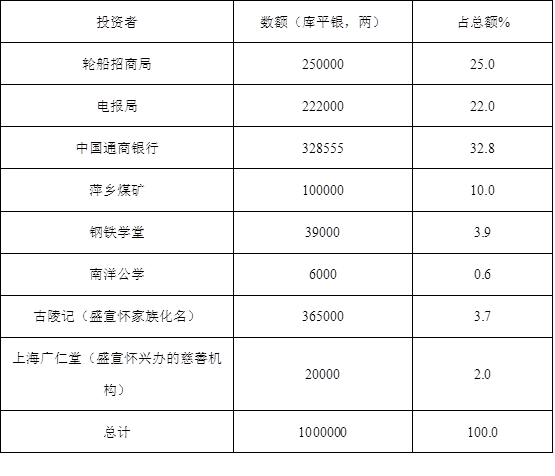 投资者 数额（库平银，两） 占总额%
轮船招商局 250000 25.0
电报局 222000 22.0
中国通商银行 328555 32.8
萍乡煤矿 100000 10.0
钢铁学堂 39000 3.9
南洋公学 6000 0.6
古陵记（盛宣怀家族化名） 365000 3.7
上海广仁堂（盛宣怀兴办的慈善机
构） 20000 2.0
总计 1000000 100.0